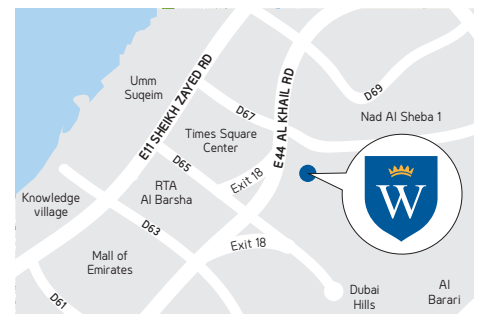 Umm
Suqeim
E11 SHEIKH ZAYED RD
D67
E44 AL KHAIL RD
D69
Nad Al Sheba 1
Times Square
Center
D65
Exit 18
RTA
Al Barsha
W
Knowledge
village
D63
Exit 18
Mall of
Emirates
D61
Dubai
Hills
Al
Barari